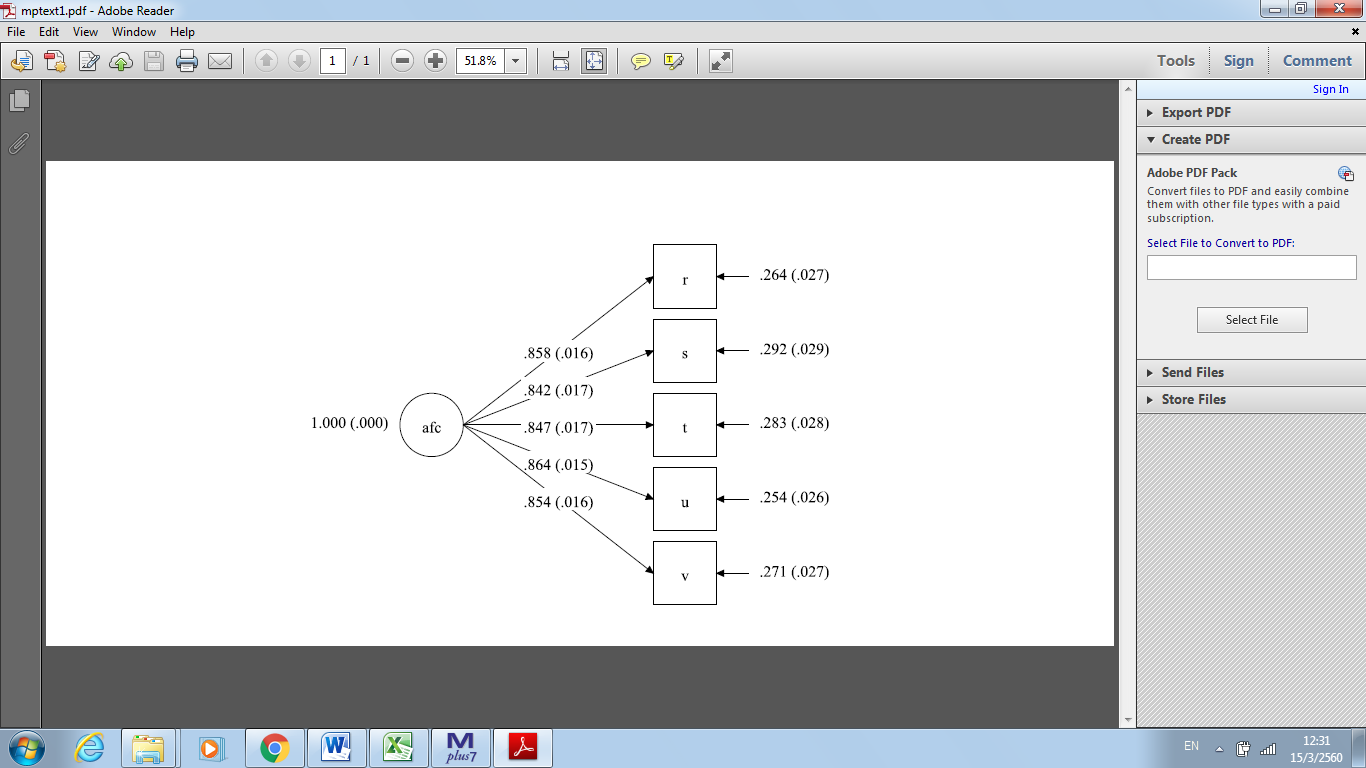 mptext1.pdf - Adobe Reader
File Edit View Window Help
1 / 1 51.8% Tools Sign Comment
Sign In
Export PDF
Create PDF
Adobe PDF Pack
Convert files to PDF and easily combine
them with other file types with a paid
subscription.
Select File to Convert to PDF:
Select File
Send Files
Store Files
r .264 (.027)
.858 (.016)
s .292 (.029)
.842 (.017)
1.000 (.000) afc .847 (.017) t .283 (.028)
.864 (.015)
u .254 (.026)
.854 (.016)
v .271 (.027)
M
plus7
EN
12:31
15/3/2560